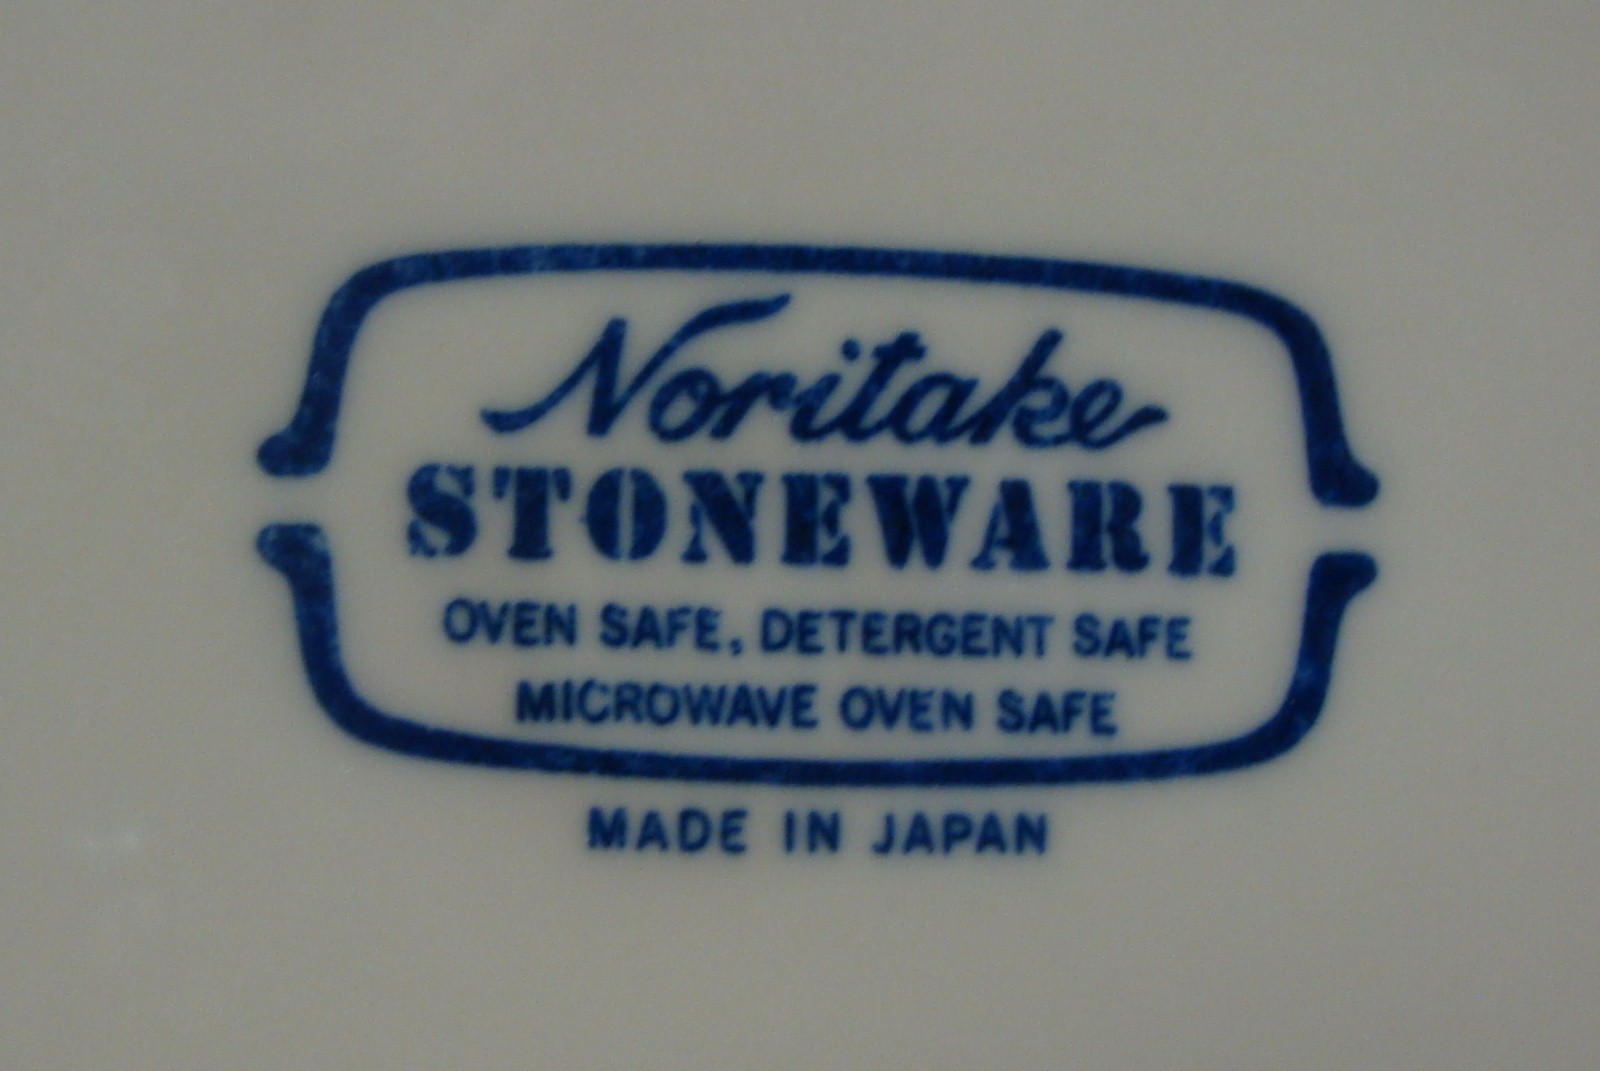 Noritake
STONEWARE
OVEN SAFE, DETERGENT SAFE
MICROWAVE OVEN SAFE
MADE IN JAPAN